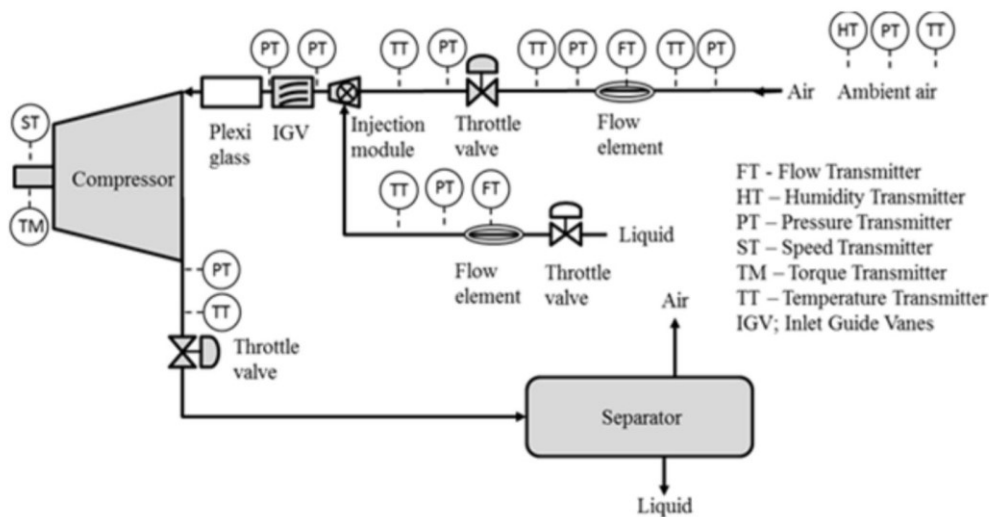 HT PT TT
PT PT TT PT TT PT FT TT PT
Air Ambient air
ST
Plexi
glass
IGV
Injection
module
Throttle
valve
Flow
element
Compressor
TM
TT PT FT
Liquid
Flow
element
Throttle
valve
FT - Flow Transmitter
HT – Humidity Transmitter
PT – Pressure Transmitter
ST – Speed Transmitter
TM – Torque Transmitter
TT – Temperature Transmitter
IGV; Inlet Guide Vanes
PT
TT
Throttle
valve
Air
Separator
Liquid